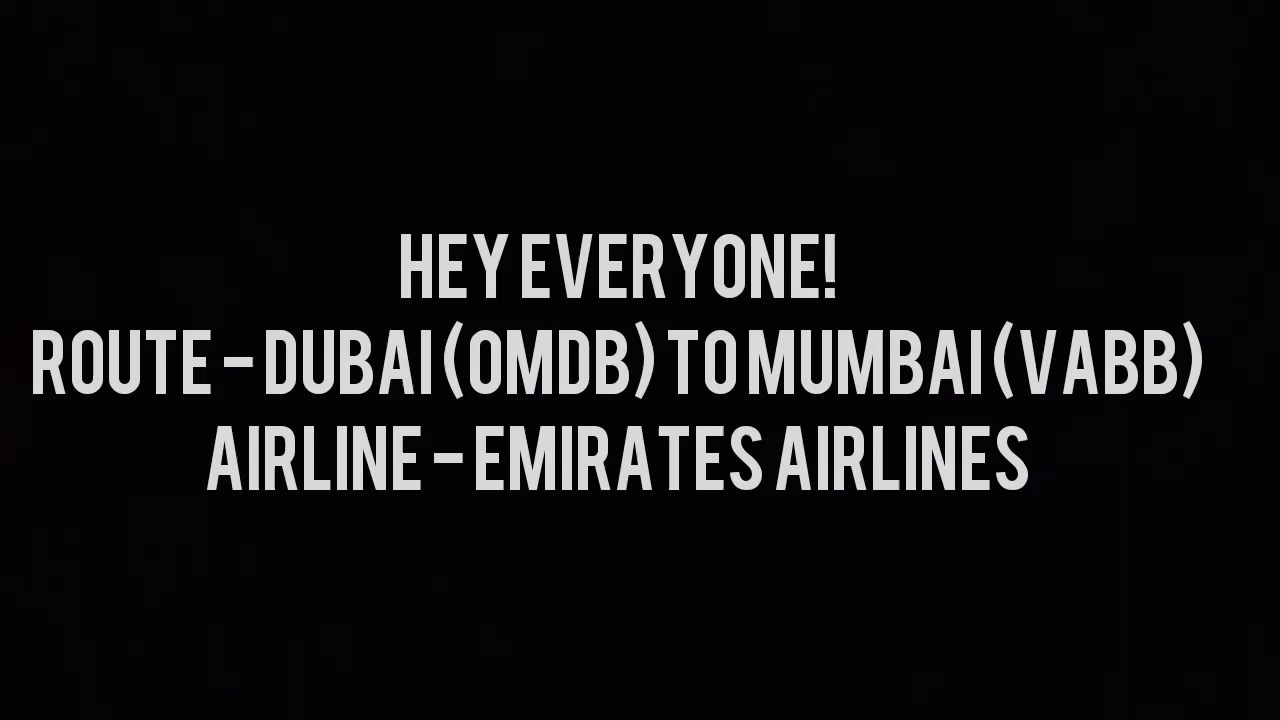 HEY EVERYONE!
ROUTE - DUBAI (OMDB) TO MUMBAI (VABB)
AIRLINE - EMIRATES AIRLINES